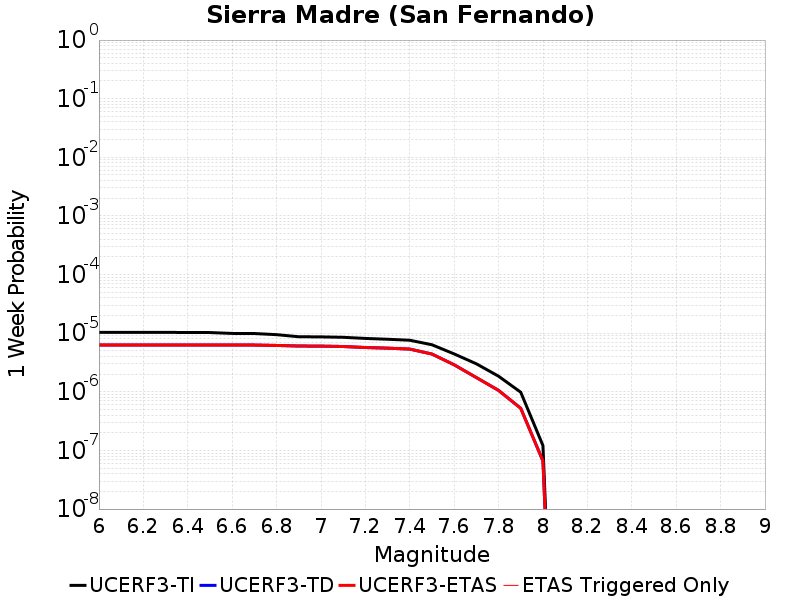 Sierra Madre (San Fernando)
10^0
10^-1
10^-2
10^-3
10^-4
10^-5
10^-6
10^-7
10^-8
1 Week Probability
6 6.2 6.4 6.6 6.8 7 7.2 7.4 7.6 7.8 8 8.2 8.4 8.6 8.8 9
Magnitude
UCERF3-TI UCERF3-TD UCERF3-ETAS ETAS Triggered Only